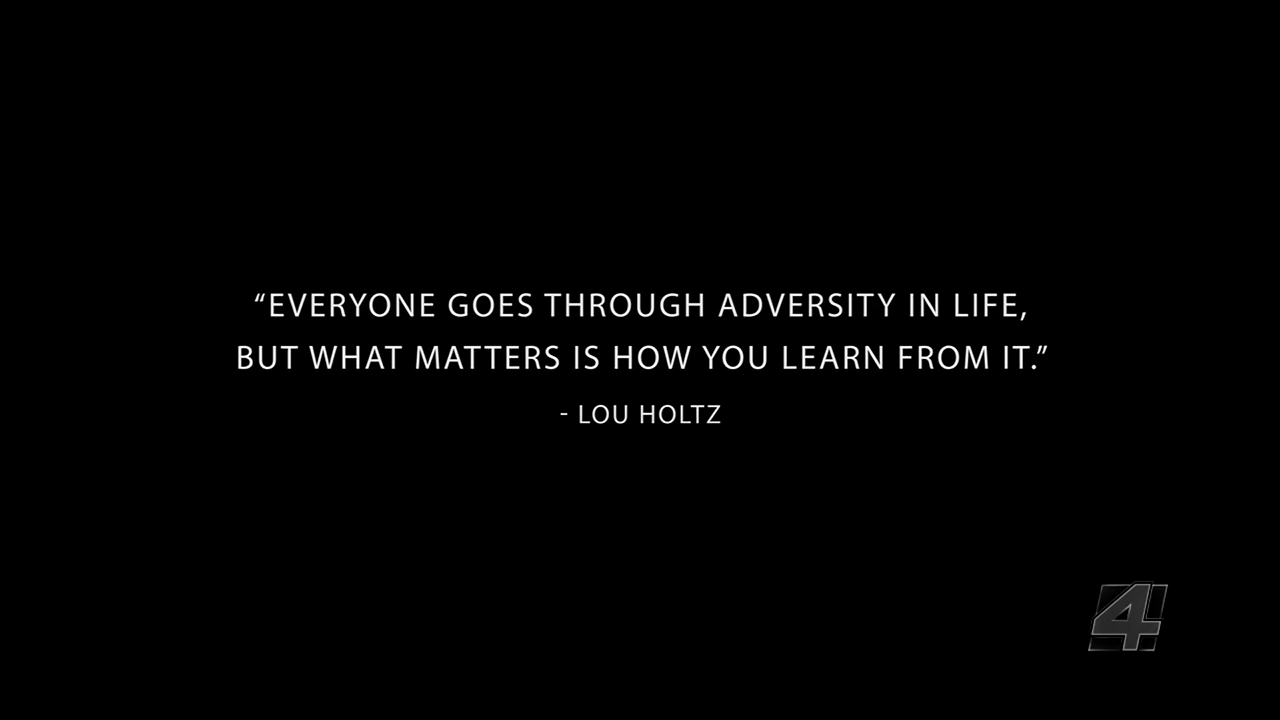 “EVERYONE GOES THROUGH ADVERSITY IN LIFE,
BUT WHAT MATTERS IS HOW YOU LEARN FROM IT.”
- LOU HOLTZ
4